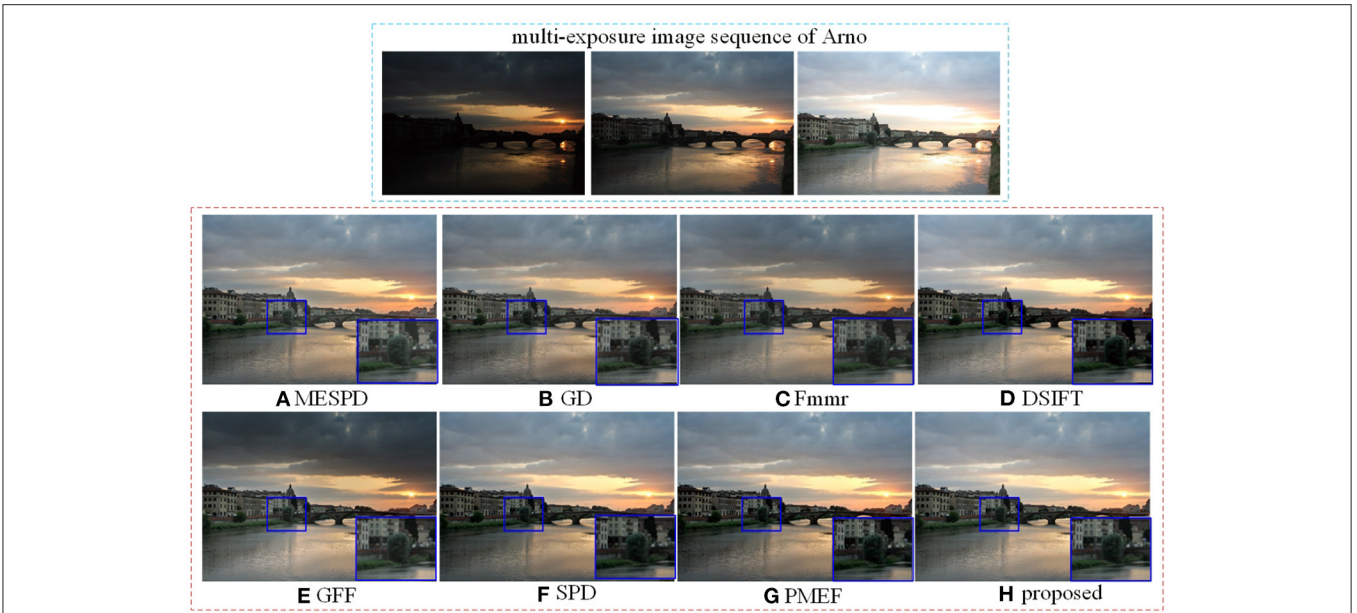 multi-exposure image sequence of Arno
A MESPD
B GD
C Fmmr
D DSIFT
E GFF
F SPD
G PMEF
H proposed